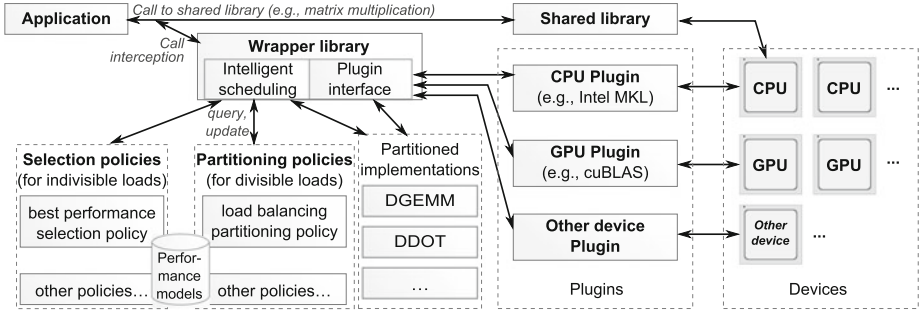 Application
Call to shared library (e.g., matrix multiplication)
Shared library
Call
interception
Wrapper library
Intelligent
scheduling
Plugin
interface
query,
update
Selection policies
(for indivisible loads)
best performance
selection policy
other policies…
Perfor-
mance
models
Partitioning policies
(for divisible loads)
load balancing
partitioning policy
other policies…
Partitioned
implementations
DGEMM
DDOT
…
CPU Plugin
(e.g., Intel MKL)
GPU Plugin
(e.g., cuBLAS)
Other device
Plugin
Plugins
CPU
CPU
...
GPU
GPU
...
Other
device
...
Devices